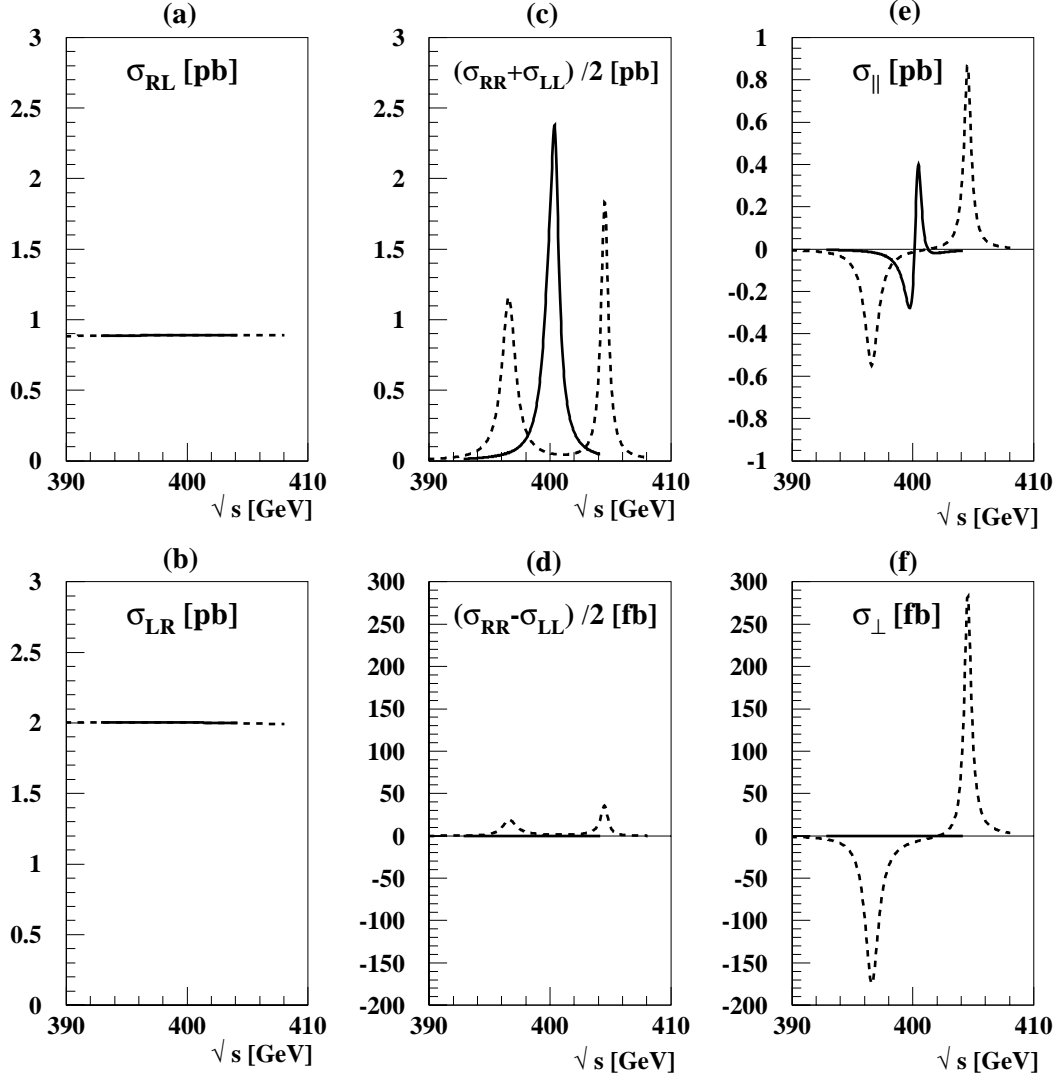 (a)
3
2.5
2
1.5
1
0.5
0
σ_RL [pb]
390 400 410
√ s [GeV]
(c)
3
2.5
2
1.5
1
0.5
0
(σ_RR+σ_LL) /2 [pb]
390 400 410
√ s [GeV]
(e)
1
0.8
0.6
0.4
0.2
0
-0.2
-0.4
-0.6
-0.8
-1
σ_|| [pb]
390 400 410
√ s [GeV]
(b)
3
2.5
2
1.5
1
0.5
0
σ_LR [pb]
390 400 410
√ s [GeV]
(d)
300
250
200
150
100
50
0
-50
-100
-150
-200
(σ_RR-σ_LL) /2 [fb]
390 400 410
√ s [GeV]
(f)
300
250
200
150
100
50
0
-50
-100
-150
-200
σ_⊥ [fb]
390 400 410
√ s [GeV]